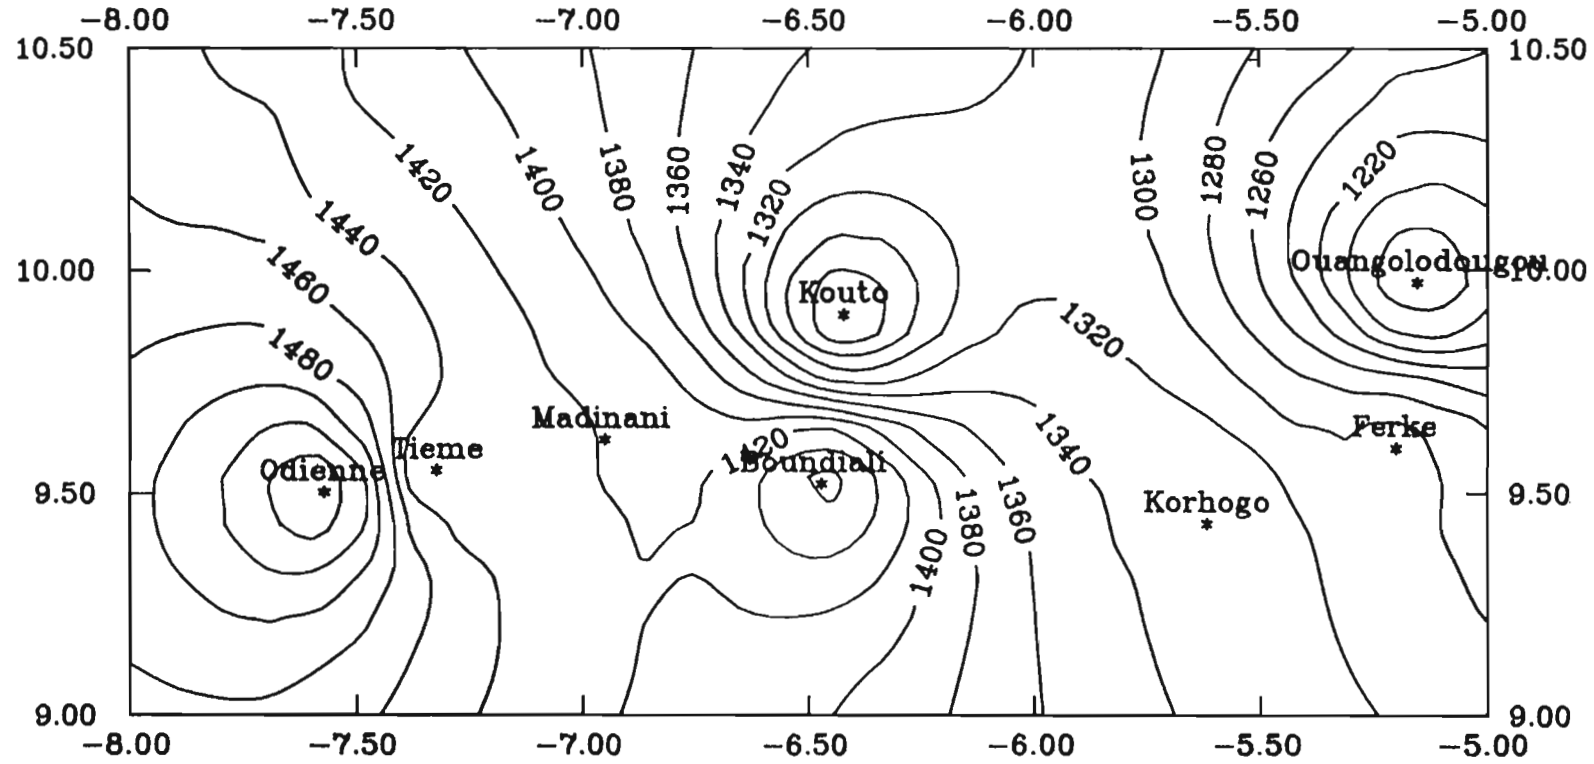 -8.00 -7.50 -7.00 -6.50 -6.00 -5.50 -5.00
10.50 10.50
1420 1400 1380 1360 1340 1320 1300 1280 1260 1220
1440
10.00 1460 Kouto Ouangolodougou 10.00
1480 1320
Madinani Ferke
Tieme 1420 1340
Odienne Boundiali
9.50 Korhogo 9.50
1400 1380 1360
9.00 9.00
-8.00 -7.50 -7.00 -6.50 -6.00 -5.50 -5.00